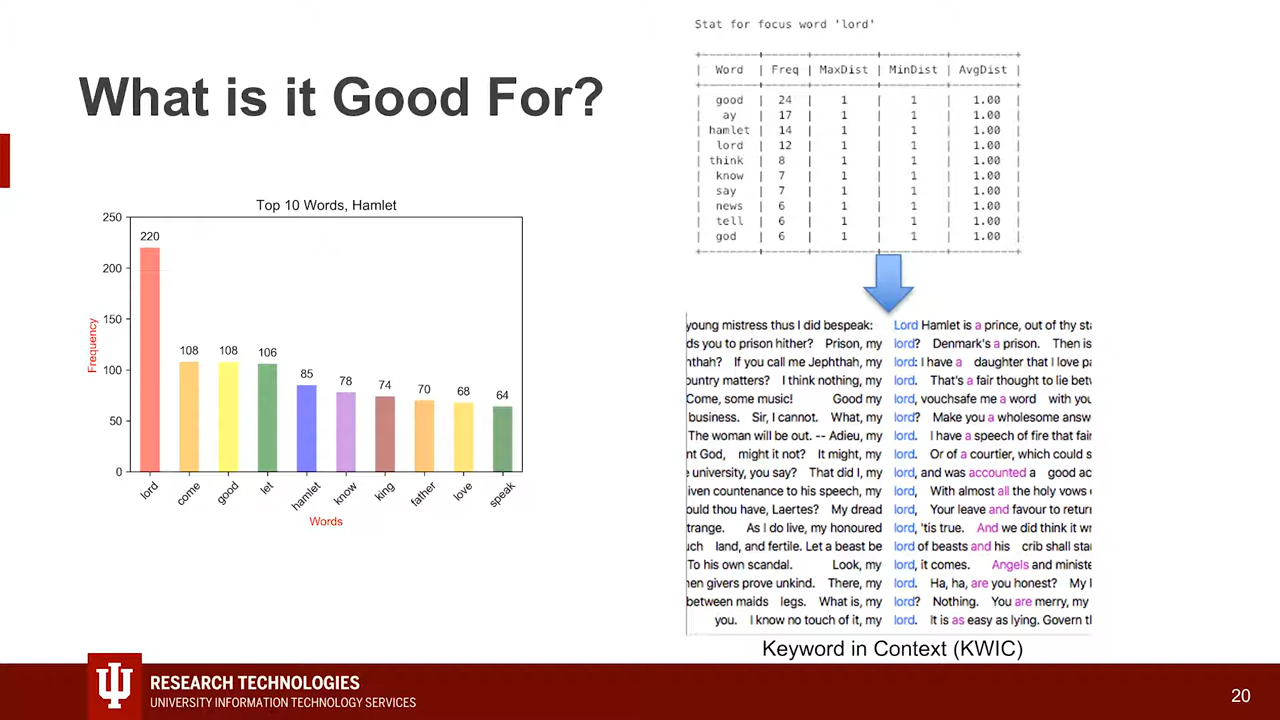 What is it Good For?
Top 10 Words, Hamlet
Frequency
250
200
150
100
50
0
220
108
108
106
85
78
74
70
68
64
lord
come
good
let
hamlet
know
king
father
love
speak
Words
Stat for focus word 'lord'
| Word | Freq | MaxDist | MinDist | AvgDist |
| good | 24 | 1 | 1 | 1.00 |
| ay | 17 | 1 | 1 | 1.00 |
| hamlet | 14 | 1 | 1 | 1.00 |
| lord | 12 | 1 | 1 | 1.00 |
| think | 8 | 1 | 1 | 1.00 |
| know | 7 | 1 | 1 | 1.00 |
| say | 7 | 1 | 1 | 1.00 |
| news | 6 | 1 | 1 | 1.00 |
| tell | 6 | 1 | 1 | 1.00 |
| god | 6 | 1 | 1 | 1.00 |
young mistress thus I did bespeak: Lord Hamlet is a prince, out of thy sta
ds you to prison hither? Prison, my lord? Denmark's a prison. Then is
hthah? If you call me Jephthah, my lord: I have a daughter that I love pa
ountry matters? I think nothing, my lord. That's a fair thought to lie betv
Come, some music! Good my lord, vouchsafe me a word with you
business. Sir, I cannot. What, my lord? Make you a wholesome answ
The woman will be out. -- Adieu, my lord. I have a speech of fire that fair
nt God, might it not? It might, my lord. Or of a courtier, which could s
e university, you say? That did I, my lord, and was accounted a good ac
iven countenance to his speech, my lord, With almost all the holy vows o
ould thou have, Laertes? My dread lord, Your leave and favour to return
trange. As I do live, my honoured lord, 'tis true. And we did think it wr
uch land, and fertile. Let a beast be lord of beasts and his crib shall star
To his own scandal. Look, my lord, it comes. Angels and ministe
hen givers prove unkind. There, my lord. Ha, ha, are you honest? My l
between maids legs. What is, my lord? Nothing. You are merry, my
you. I know no touch of it, my lord. It is as easy as lying. Govern th
Keyword in Context (KWIC)
RESEARCH TECHNOLOGIES
UNIVERSITY INFORMATION TECHNOLOGY SERVICES
20